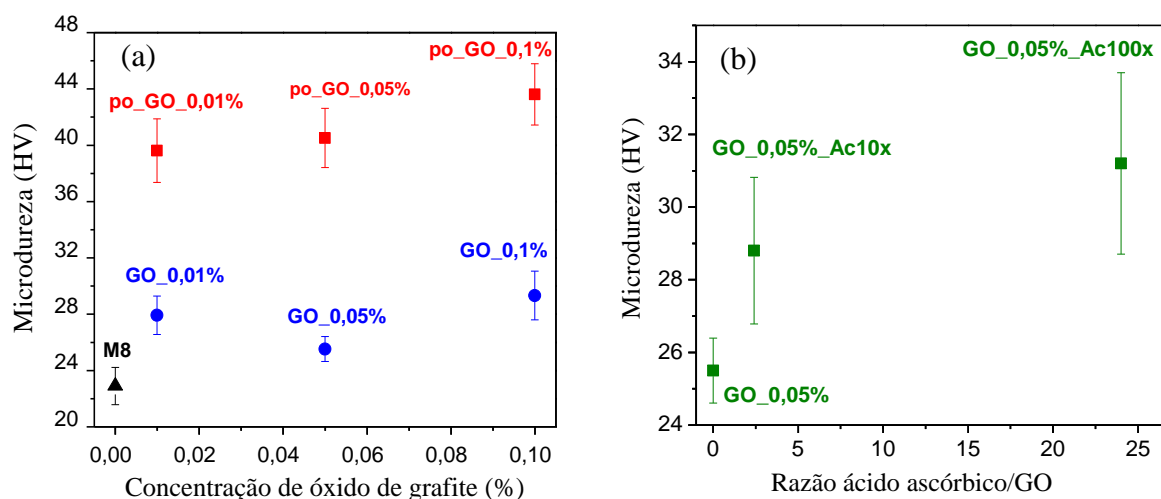 (a)
48
44
40
36
32
28
24
20
Microdureza (HV)
po_GO_0,01%
po_GO_0,05%
po_GO_0,1%
GO_0,01%
GO_0,05%
GO_0,1%
M8
0,00 0,02 0,04 0,06 0,08 0,10
Concentração de óxido de grafite (%)
(b)
34
32
30
28
26
24
Microdureza (HV)
GO_0,05%_Ac100x
GO_0,05%_Ac10x
GO_0,05%
0 5 10 15 20 25
Razão ácido ascórbico/GO